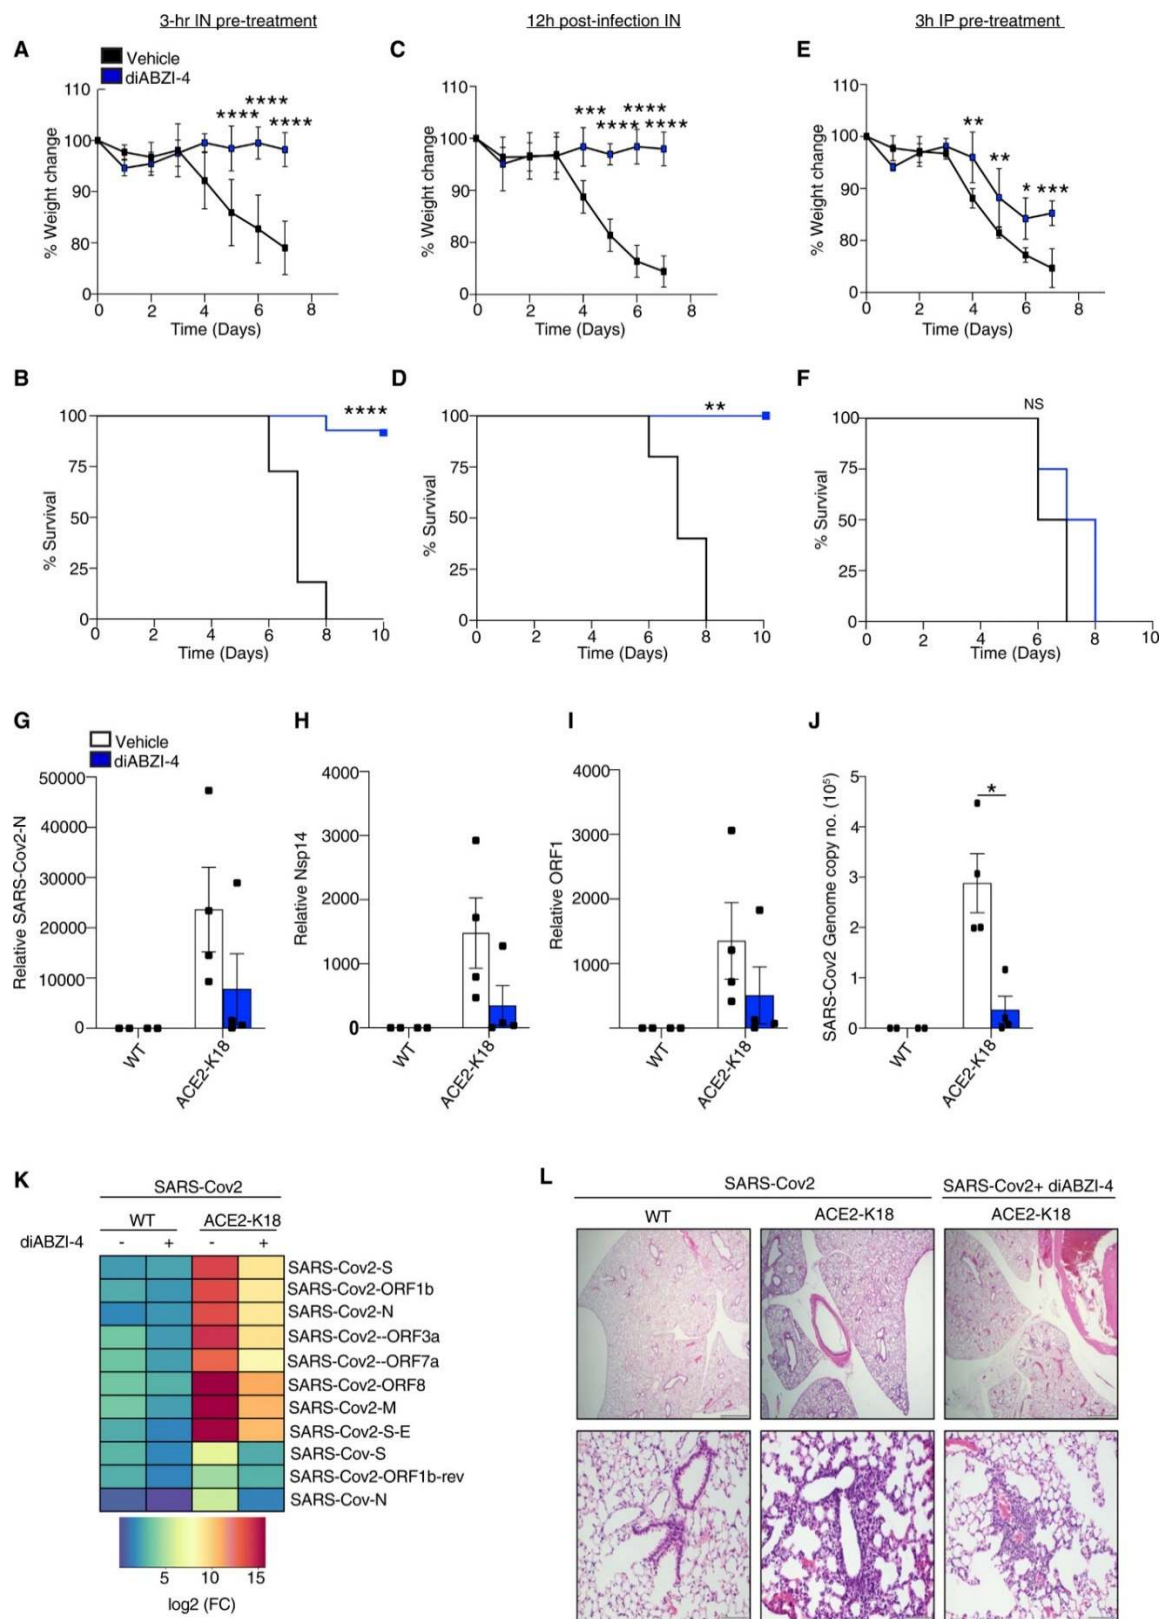 3-hr IN pre-treatment
12h post-infection IN
3h IP pre-treatment
A
Vehicle
diABZI-4
110
100
90
80
0
% Weight change
****
****
****
0 2 4 6 8
Time (Days)
C
110
100
90
80
0
% Weight change
***
****
****
****
0 2 4 6 8
Time (Days)
E
110
100
90
80
0
% Weight change
**
**
*
***
0 2 4 6 8
Time (Days)
B
100
75
50
25
0
% Survival
****
0 2 4 6 8 10
Time (Days)
D
100
75
50
25
0
% Survival
**
0 2 4 6 8 10
Time (Days)
F
100
75
50
25
0
% Survival
NS
0 2 4 6 8 10
Time (Days)
G
Vehicle
diABZI-4
50000
40000
30000
20000
10000
0
Relative SARS-Cov2-N
WT
ACE2-K18
H
4000
3000
2000
1000
0
Relative Nsp14
WT
ACE2-K18
I
4000
3000
2000
1000
0
Relative ORF1
WT
ACE2-K18
J
5
4
3
2
1
0
SARS-Cov2 Genome copy no. (10⁵)
*
WT
ACE2-K18
K
SARS-Cov2
WT
ACE2-K18
diABZI-4
- + - +
SARS-Cov2-S
SARS-Cov2-ORF1b
SARS-Cov2-N
SARS-Cov2--ORF3a
SARS-Cov2--ORF7a
SARS-Cov2-ORF8
SARS-Cov2-M
SARS-Cov2-S-E
SARS-Cov-S
SARS-Cov2-ORF1b-rev
SARS-Cov-N
5 10 15
log2 (FC)
L
SARS-Cov2
SARS-Cov2+ diABZI-4
WT
ACE2-K18
ACE2-K18